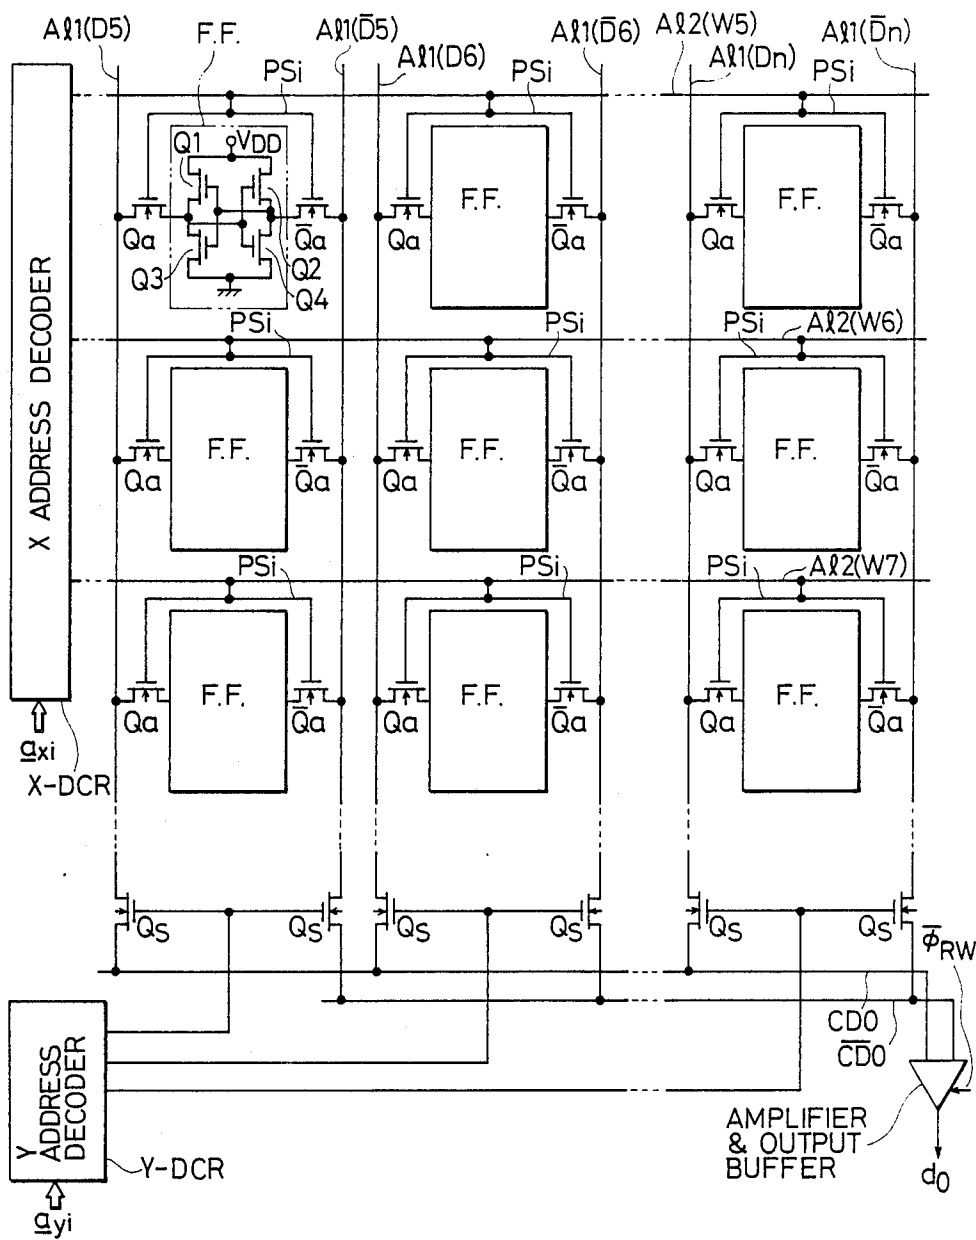 Aℓ1(D5)
F.F.
Aℓ1(D̅5)
Aℓ1(D6)
Aℓ1(D̅6)
Aℓ2(W5)
Aℓ1(Dn)
Aℓ1(D̅n)
PSi
PSi
PSi
Q1
VDD
F.F.
F.F.
Qa
Q̅a
Qa
Q̅a
Qa
Q̅a
Q3
Q2
Q4
X ADDRESS DECODER
PSi
PSi
PSi
Aℓ2(W6)
F.F.
F.F.
F.F.
Qa
Q̅a
Qa
Q̅a
Qa
Q̅a
PSi
PSi
PSi
Aℓ2(W7)
F.F.
F.F.
F.F.
Qa
Q̅a
Qa
Q̅a
Qa
Q̅a
axi
X-DCR
QS
QS
QS
QS
QS
QS
ϕ̅RW
CD0
C̅D̅0
Y
ADDRESS
DECODER
Y-DCR
ayi
AMPLIFIER
& OUTPUT
BUFFER
d0